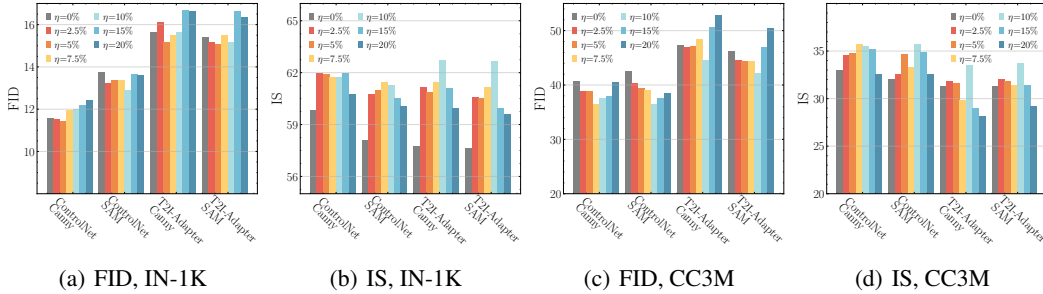 16
14
12
10
FID
η=0%
η=2.5%
η=5%
η=7.5%
η=10%
η=15%
η=20%
ControlNet
Canny
ControlNet
SAM
T2I-Adapter
Canny
T2I-Adapter
SAM
(a) FID, IN-1K
65
62
59
56
IS
η=0%
η=2.5%
η=5%
η=7.5%
η=10%
η=15%
η=20%
ControlNet
Canny
ControlNet
SAM
T2I-Adapter
Canny
T2I-Adapter
SAM
(b) IS, IN-1K
50
40
30
20
FID
η=0%
η=2.5%
η=5%
η=7.5%
η=10%
η=15%
η=20%
ControlNet
Canny
ControlNet
SAM
T2I-Adapter
Canny
T2I-Adapter
SAM
(c) FID, CC3M
35
30
25
20
IS
η=0%
η=2.5%
η=5%
η=10%
η=15%
η=20%
η=7.5%
ControlNet
Canny
ControlNet
SAM
T2I-Adapter
Canny
T2I-Adapter
SAM
(d) IS, CC3M